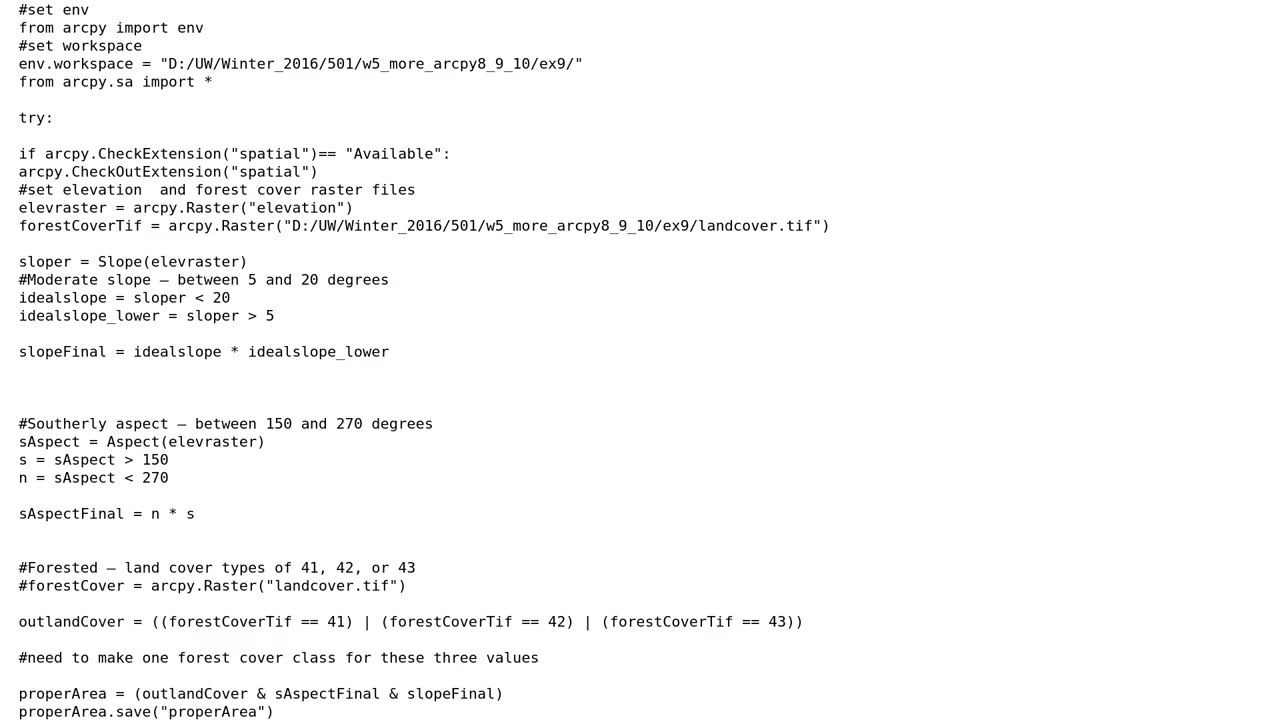 #set env
from arcpy import env
#set workspace
env.workspace = "D:/UW/Winter_2016/501/w5_more_arcpy8_9_10/ex9/"
from arcpy.sa import *
try:
if arcpy.CheckExtension("spatial")== "Available":
arcpy.CheckOutExtension("spatial")
#set elevation  and forest cover raster files
elevraster = arcpy.Raster("elevation")
forestCoverTif = arcpy.Raster("D:/UW/Winter_2016/501/w5_more_arcpy8_9_10/ex9/landcover.tif")
sloper = Slope(elevraster)
#Moderate slope – between 5 and 20 degrees
idealslope = sloper < 20
idealslope_lower = sloper > 5
slopeFinal = idealslope * idealslope_lower
#Southerly aspect – between 150 and 270 degrees
sAspect = Aspect(elevraster)
s = sAspect > 150
n = sAspect < 270
sAspectFinal = n * s
#Forested – land cover types of 41, 42, or 43
#forestCover = arcpy.Raster("landcover.tif")
outlandCover = ((forestCoverTif == 41) | (forestCoverTif == 42) | (forestCoverTif == 43))
#need to make one forest cover class for these three values
properArea = (outlandCover & sAspectFinal & slopeFinal)
properArea.save("properArea")